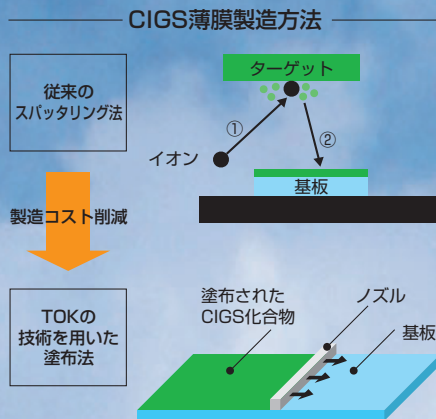 CIGS薄膜製造方法
従来の
スパッタリング法
ターゲット
①
②
イオン
基板
製造コスト削減
TOKの
技術を用いた
塗布法
塗布された
CIGS化合物
ノズル
基板